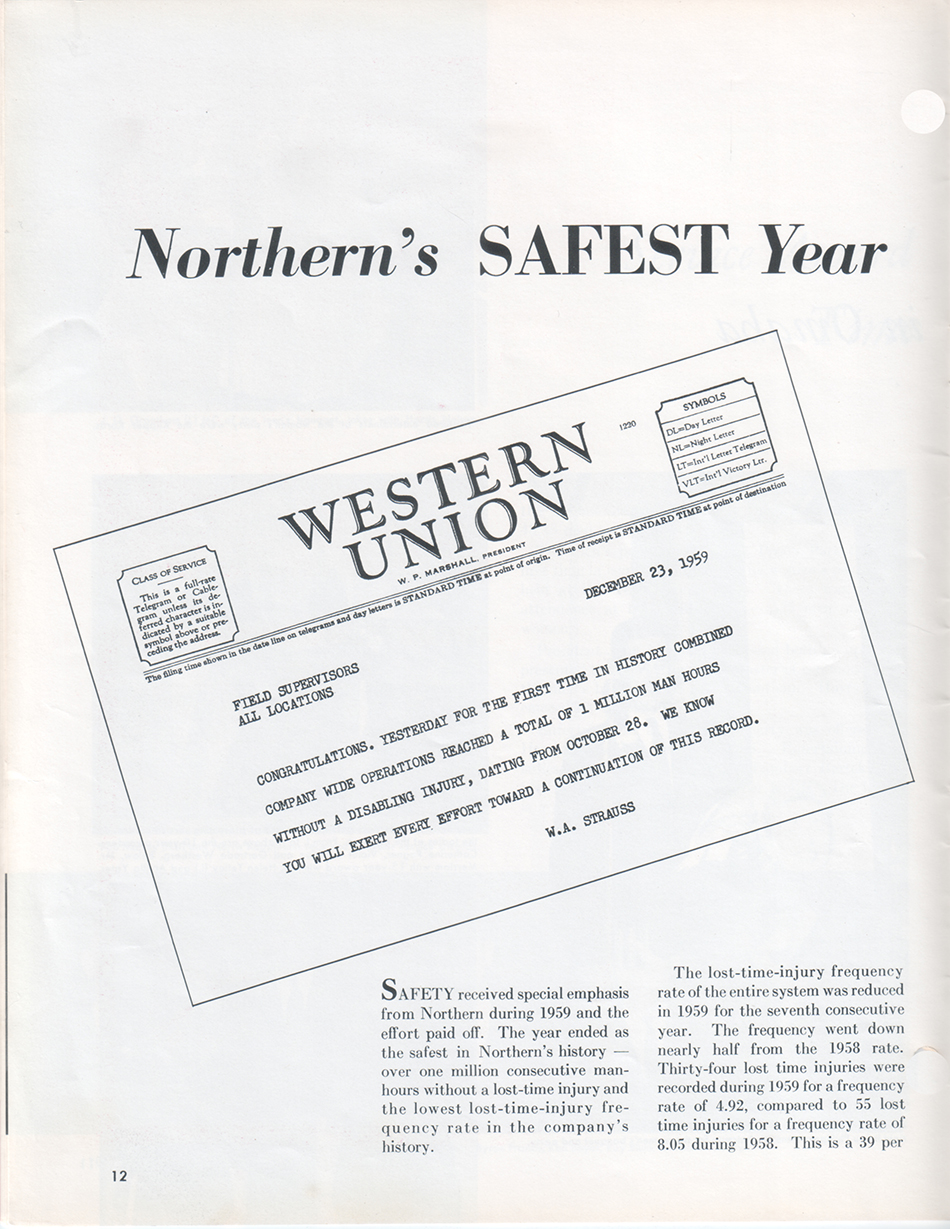 Northern's SAFEST Year
WESTERN
UNION
1220
W. P. MARSHALL, PRESIDENT
SYMBOLS
DL=Day Letter
NL=Night Letter
LT=Int'l Letter Telegram
VLT=Int'l Victory Ltr.
CLASS OF SERVICE
This is a full-rate
Telegram or Cable-
gram unless its de-
ferred character is in-
dicated by a suitable
symbol above or pre-
ceding the address.
The filing time shown in the date line on telegrams and day letters is STANDARD TIME at point of origin. Time of receipt is STANDARD TIME at point of destination
DECEMBER 23, 1959
FIELD SUPERVISORS
ALL LOCATIONS
CONGRATULATIONS. YESTERDAY FOR THE FIRST TIME IN HISTORY COMBINED
COMPANY WIDE OPERATIONS REACHED A TOTAL OF 1 MILLION MAN HOURS
WITHOUT A DISABLING INJURY, DATING FROM OCTOBER 28. WE KNOW
YOU WILL EXERT EVERY EFFORT TOWARD A CONTINUATION OF THIS RECORD.
W.A. STRAUSS
SAFETY received special emphasis
from Northern during 1959 and the
effort paid off. The year ended as
the safest in Northern's history —
over one million consecutive man-
hours without a lost-time injury and
the lowest lost-time-injury fre-
quency rate in the company's
history.
The lost-time-injury frequency
rate of the entire system was reduced
in 1959 for the seventh consecutive
year. The frequency went down
nearly half from the 1958 rate.
Thirty-four lost time injuries were
recorded during 1959 for a frequency
rate of 4.92, compared to 55 lost
time injuries for a frequency rate of
8.05 during 1958. This is a 39 per
12